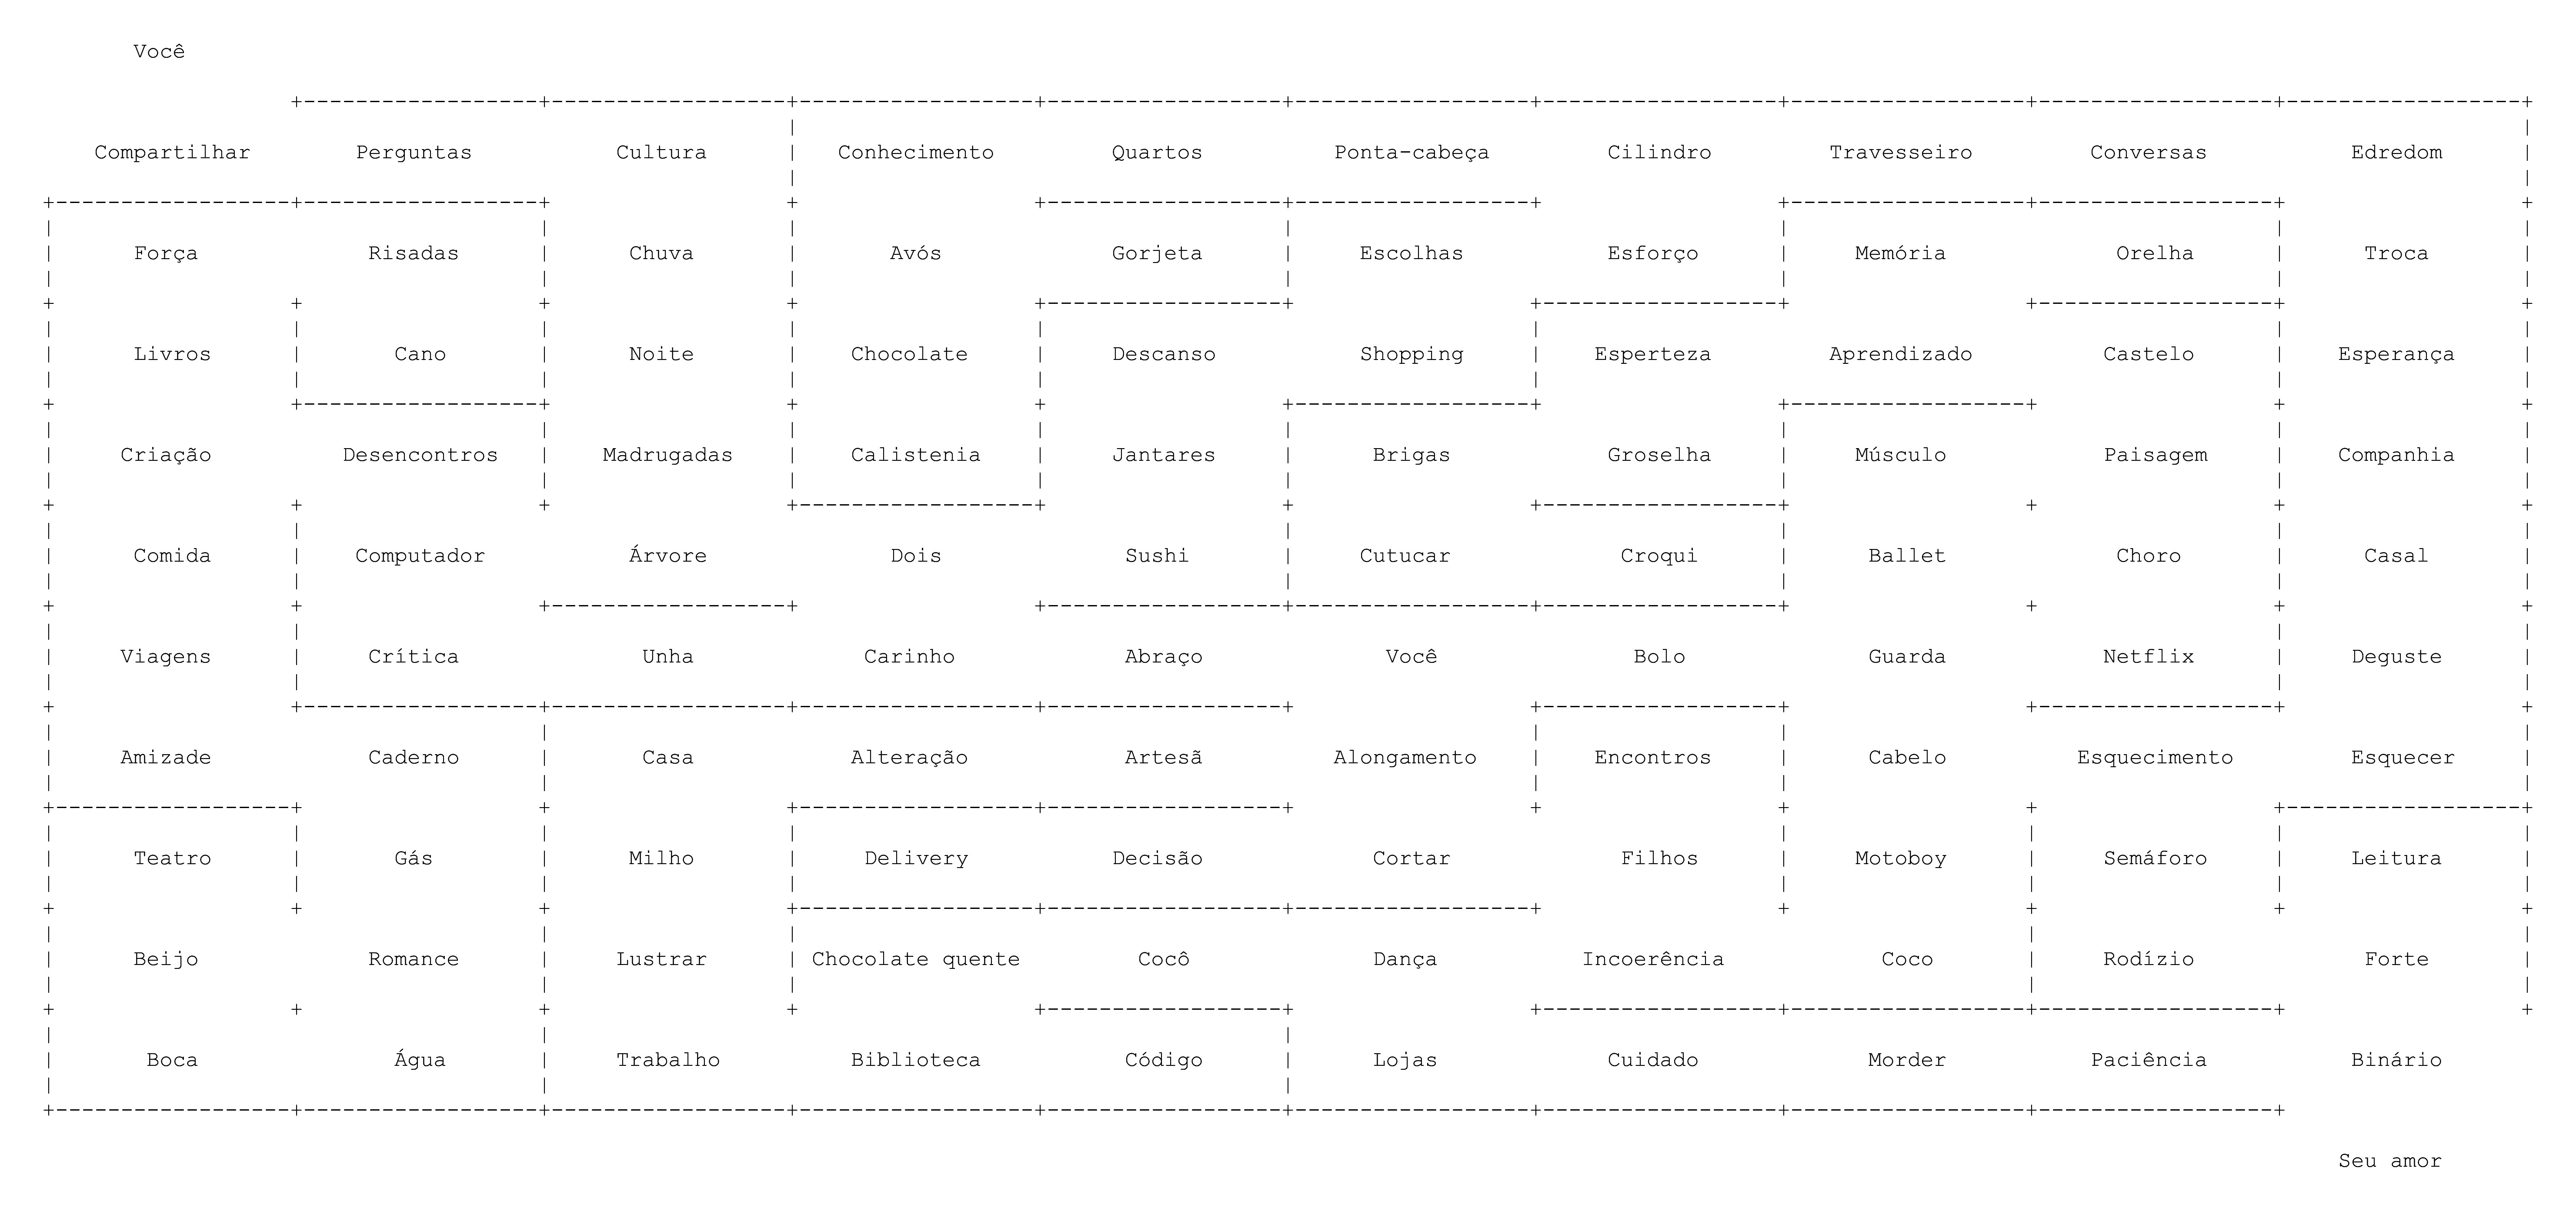 Você
Compartilhar Perguntas Cultura Conhecimento Quartos Ponta-cabeça Cilindro Travesseiro Conversas Edredom
Força Risadas Chuva Avós Gorjeta Escolhas Esforço Memória Orelha Troca
Livros Cano Noite Chocolate Descanso Shopping Esperteza Aprendizado Castelo Esperança
Criação Desencontros Madrugadas Calistenia Jantares Brigas Groselha Músculo Paisagem Companhia
Comida Computador Árvore Dois Sushi Cutucar Croqui Ballet Choro Casal
Viagens Crítica Unha Carinho Abraço Você Bolo Guarda Netflix Deguste
Amizade Caderno Casa Alteração Artesã Alongamento Encontros Cabelo Esquecimento Esquecer
Teatro Gás Milho Delivery Decisão Cortar Filhos Motoboy Semáforo Leitura
Beijo Romance Lustrar Chocolate quente Cocô Dança Incoerência Coco Rodízio Forte
Boca Água Trabalho Biblioteca Código Lojas Cuidado Morder Paciência Binário
Seu amor